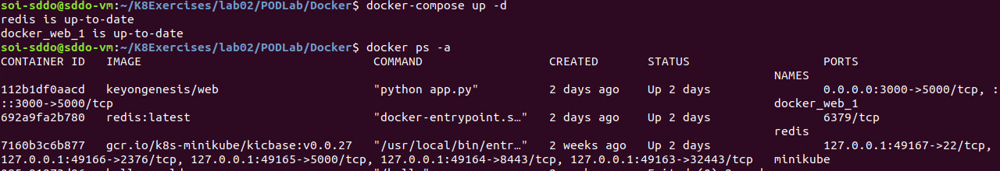 soi-sddo@sddo-vm:~/K8Exercises/lab02/PODLab/Docker$ docker-compose up -d
redis is up-to-date
docker_web_1 is up-to-date
soi-sddo@sddo-vm:~/K8Exercises/lab02/PODLab/Docker$ docker ps -a
CONTAINER ID   IMAGE                                 COMMAND                  CREATED       STATUS                   PORTS
NAMES
112b1df0aacd   keyongenesis/web                      "python app.py"          2 days ago    Up 2 days                0.0.0.0:3000->5000/tcp, :
::3000->5000/tcp                                                                                              docker_web_1
692a9fa2b780   redis:latest                          "docker-entrypoint.s…"   2 days ago    Up 2 days                6379/tcp
redis
7160b3c6b877   gcr.io/k8s-minikube/kicbase:v0.0.27   "/usr/local/bin/entr…"   2 weeks ago   Up 2 days                127.0.0.1:49167->22/tcp,
127.0.0.1:49166->2376/tcp, 127.0.0.1:49165->5000/tcp, 127.0.0.1:49164->8443/tcp, 127.0.0.1:49163->32443/tcp   minikube